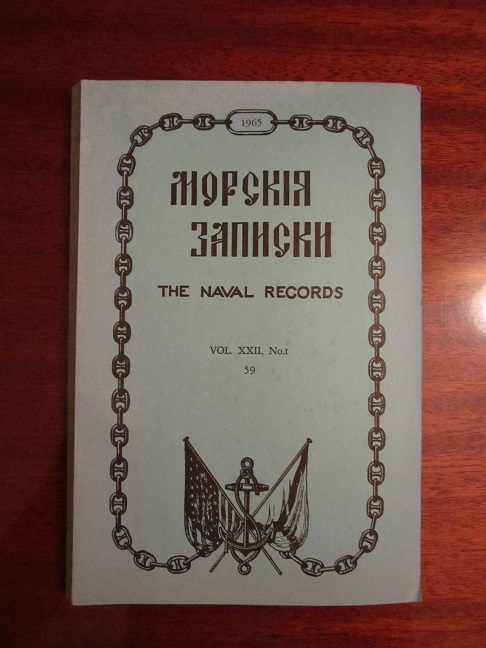 1965
МОРСКІЯ
ЗАПИСКИ
THE NAVAL RECORDS
VOL. XXII, No.1
59